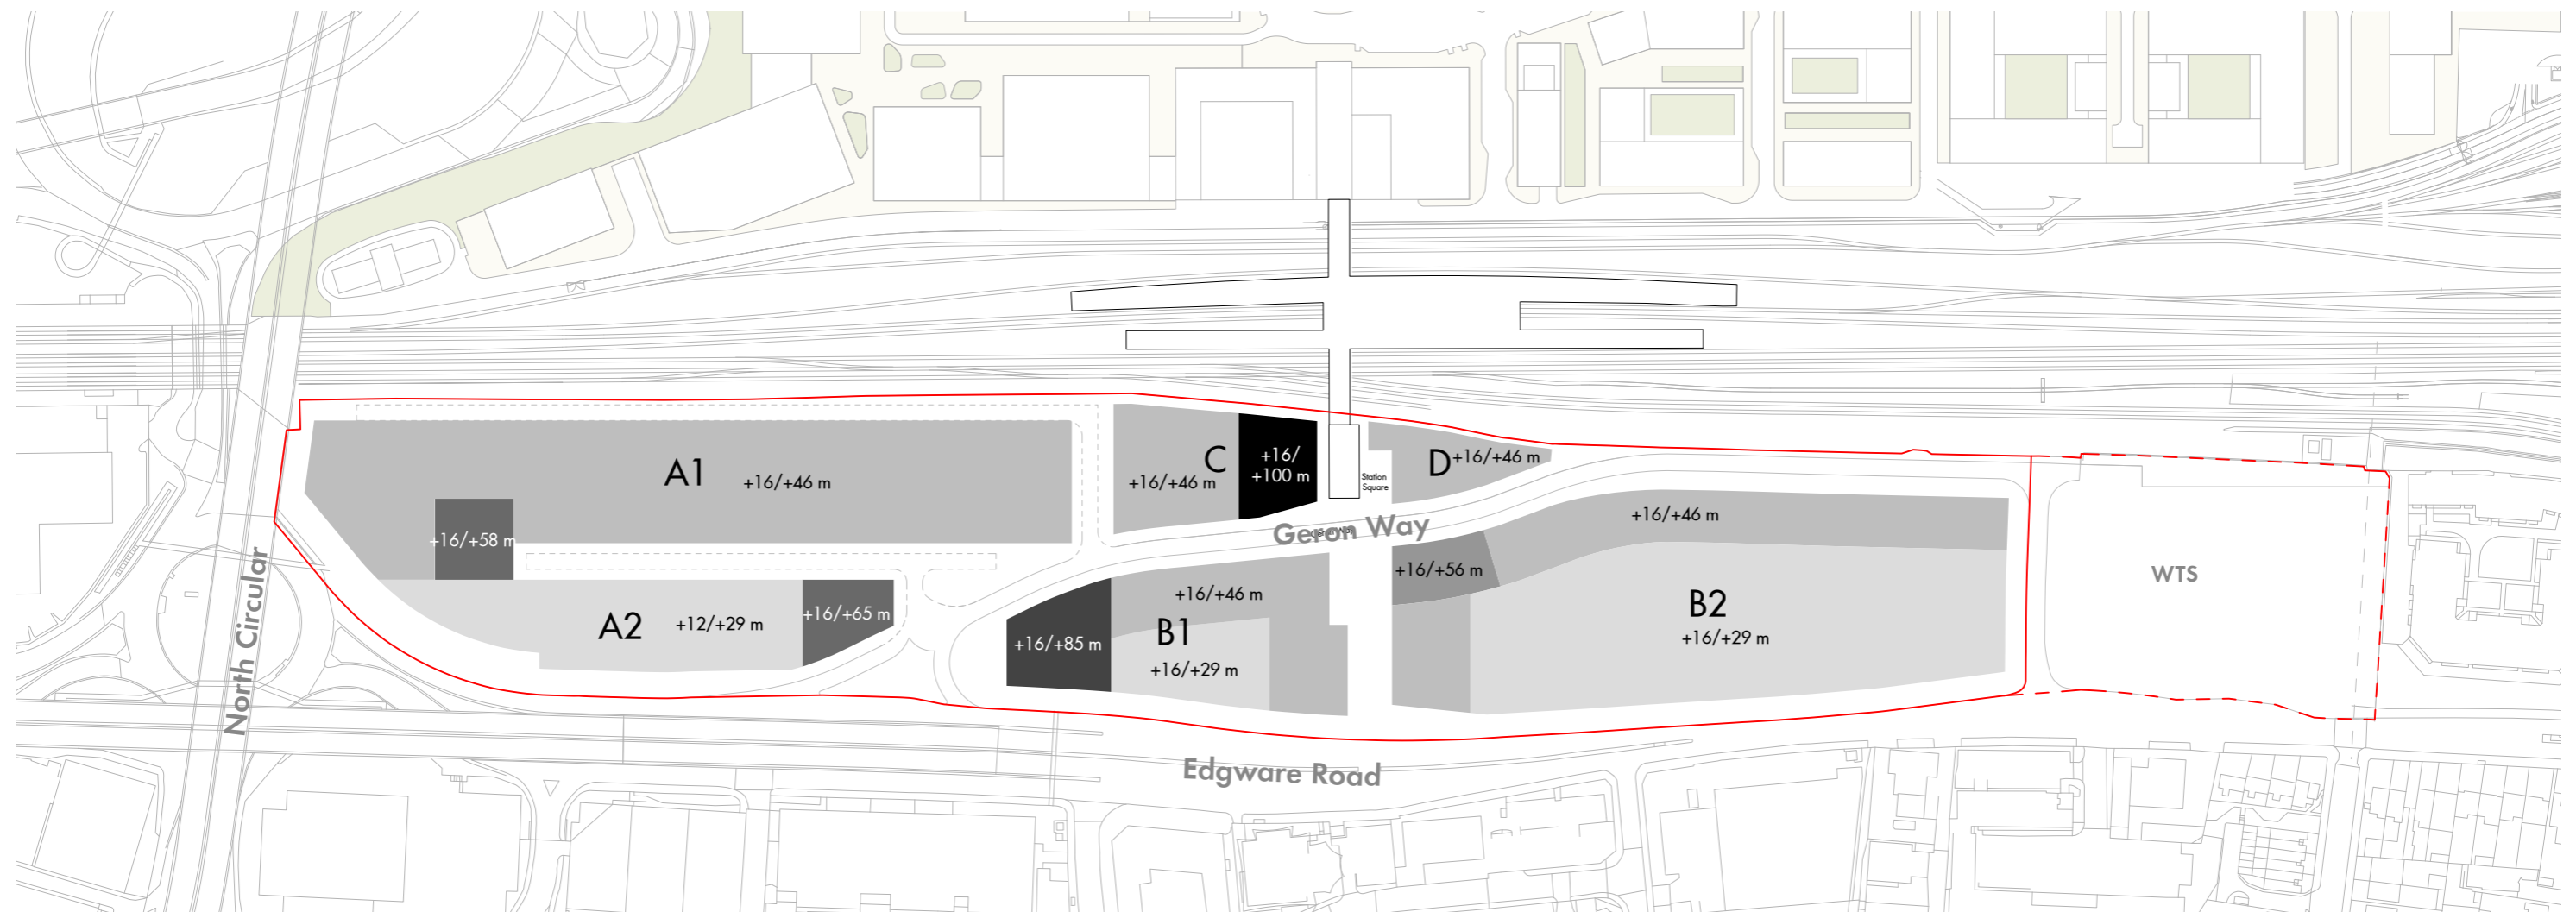 A1
+16/+46 m
+16/+58 m
A2
+12/+29 m
+16/+65 m
C
+16/+46 m
+16/
+100 m
Station
Square
D
+16/+46 m
Geron Way
+16/+46 m
+16/+56 m
B2
+16/+29 m
+16/+46 m
B1
+16/+85 m
+16/+29 m
WTS
North Circular
Edgware Road